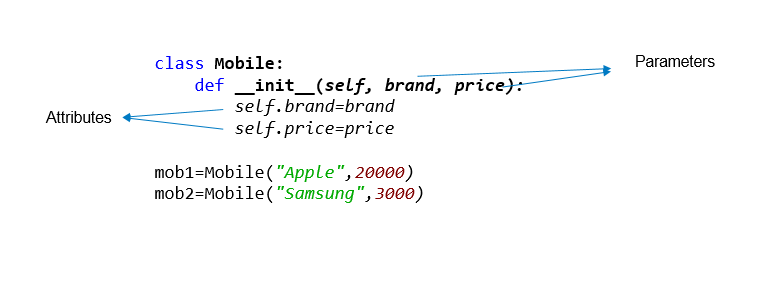 class Mobile:
Parameters
def __init__(self, brand, price):
self.brand=brand
Attributes
self.price=price
mob1=Mobile("Apple",20000)
mob2=Mobile("Samsung",3000)